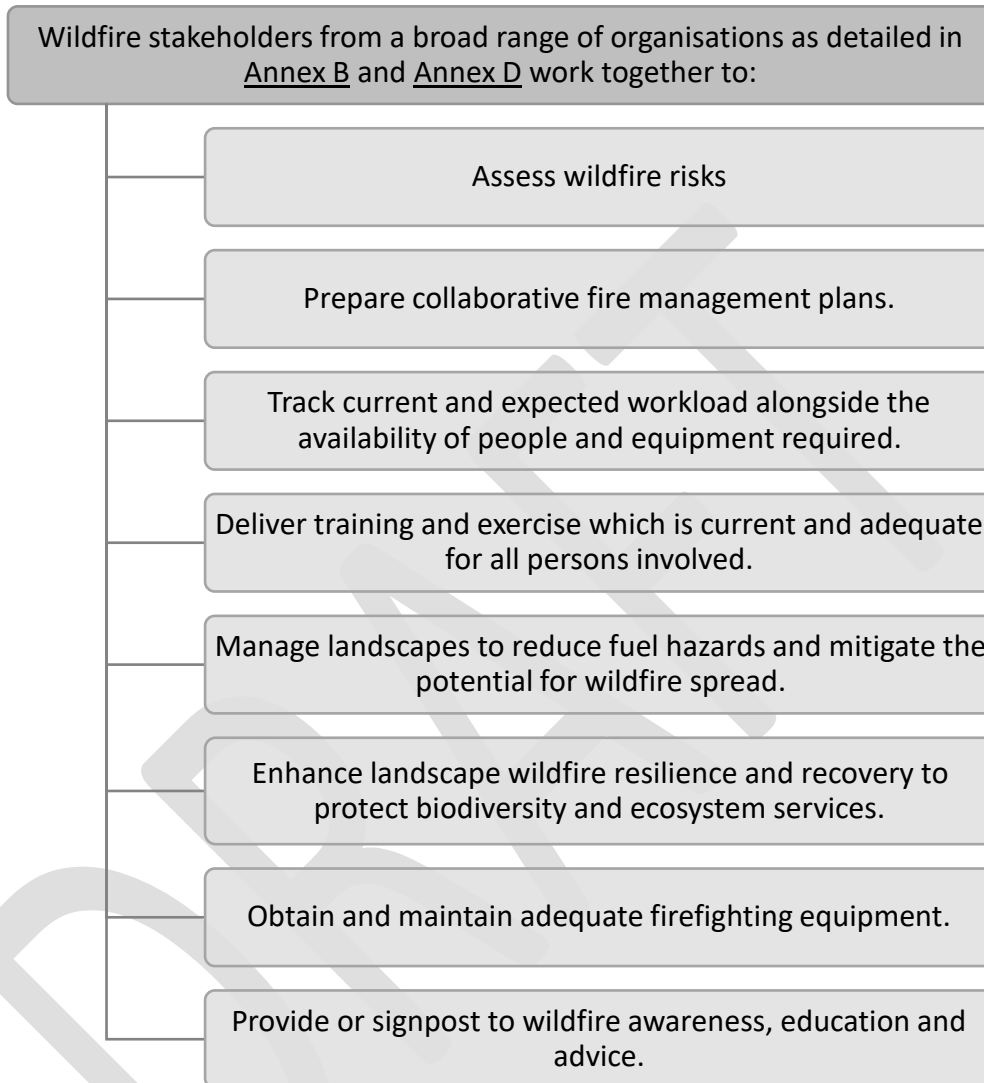 Wildfire stakeholders from a broad range of organisations as detailed in
Annex B and Annex D work together to:
Assess wildfire risks
Prepare collaborative fire management plans.
Track current and expected workload alongside the
availability of people and equipment required.
Deliver training and exercise which is current and adequate
for all persons involved.
Manage landscapes to reduce fuel hazards and mitigate the
potential for wildfire spread.
Enhance landscape wildfire resilience and recovery to
protect biodiversity and ecosystem services.
Obtain and maintain adequate firefighting equipment.
Provide or signpost to wildfire awareness, education and
advice.
DRAFT